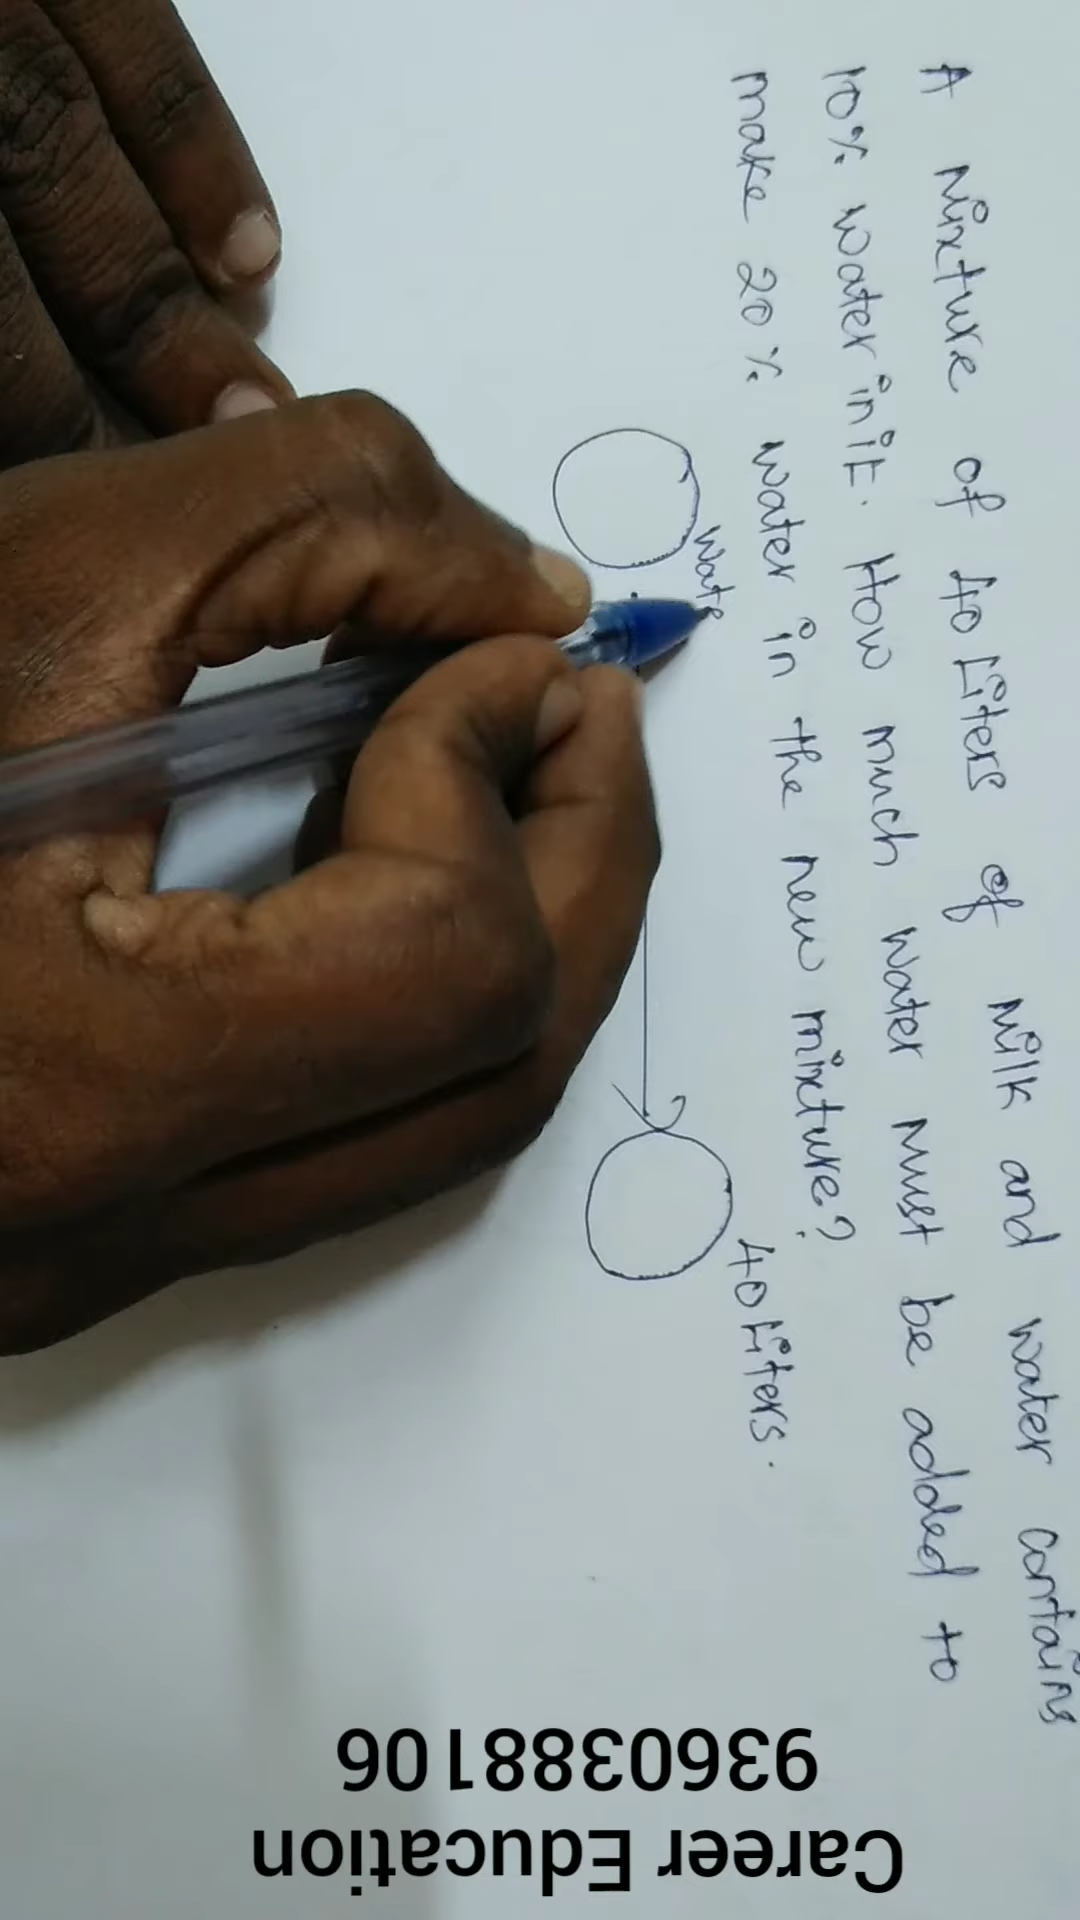 A Mixture of 40 Liters of Milk and water contains
10% water in it. How much water must be added to
make 20% water in the new mixture?
Wate
40 Liters.
Career Education
9360388106